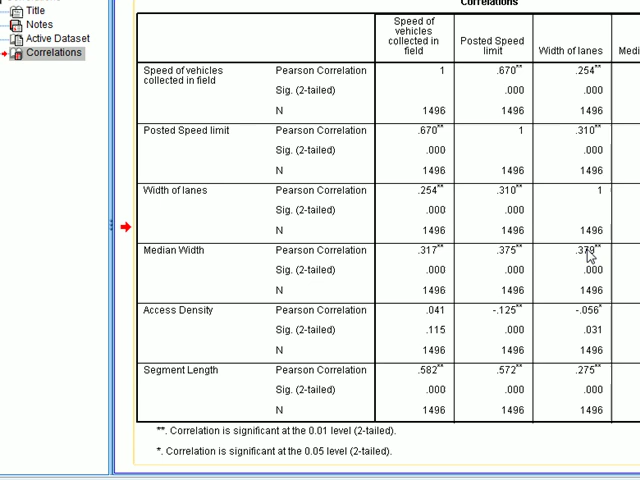 Correlations
Title
Notes
Active Dataset
Correlations
Speed of vehicles collected in field Posted Speed limit Width of lanes
Speed of vehicles collected in field Pearson Correlation 1 .670** .254**
Sig. (2-tailed) .000 .000
N 1496 1496 1496
Posted Speed limit Pearson Correlation .670** 1 .310**
Sig. (2-tailed) .000 .000
N 1496 1496 1496
Width of lanes Pearson Correlation .254** .310** 1
Sig. (2-tailed) .000 .000
N 1496 1496 1496
Median Width Pearson Correlation .317** .375** .379**
Sig. (2-tailed) .000 .000 .000
N 1496 1496 1496
Access Density Pearson Correlation .041 -.125** -.056*
Sig. (2-tailed) .115 .000 .031
N 1496 1496 1496
Segment Length Pearson Correlation .582** .572** .275**
Sig. (2-tailed) .000 .000 .000
N 1496 1496 1496
**. Correlation is significant at the 0.01 level (2-tailed).
*. Correlation is significant at the 0.05 level (2-tailed).